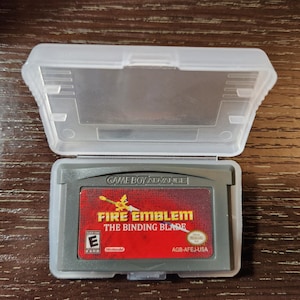 GAME BOY ADVANCE
FIRE EMBLEM
THE BINDING BLADE
E
Nintendo
AGB-AFEJ-USA